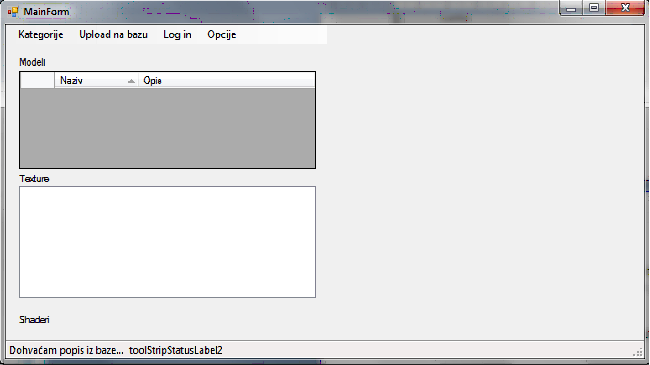 MainForm
Kategorije Upload na bazu Log in Opcije
Modeli
Naziv Opis
Texture
Shaderi
Dohvaćam popis iz baze... toolStripStatusLabel2